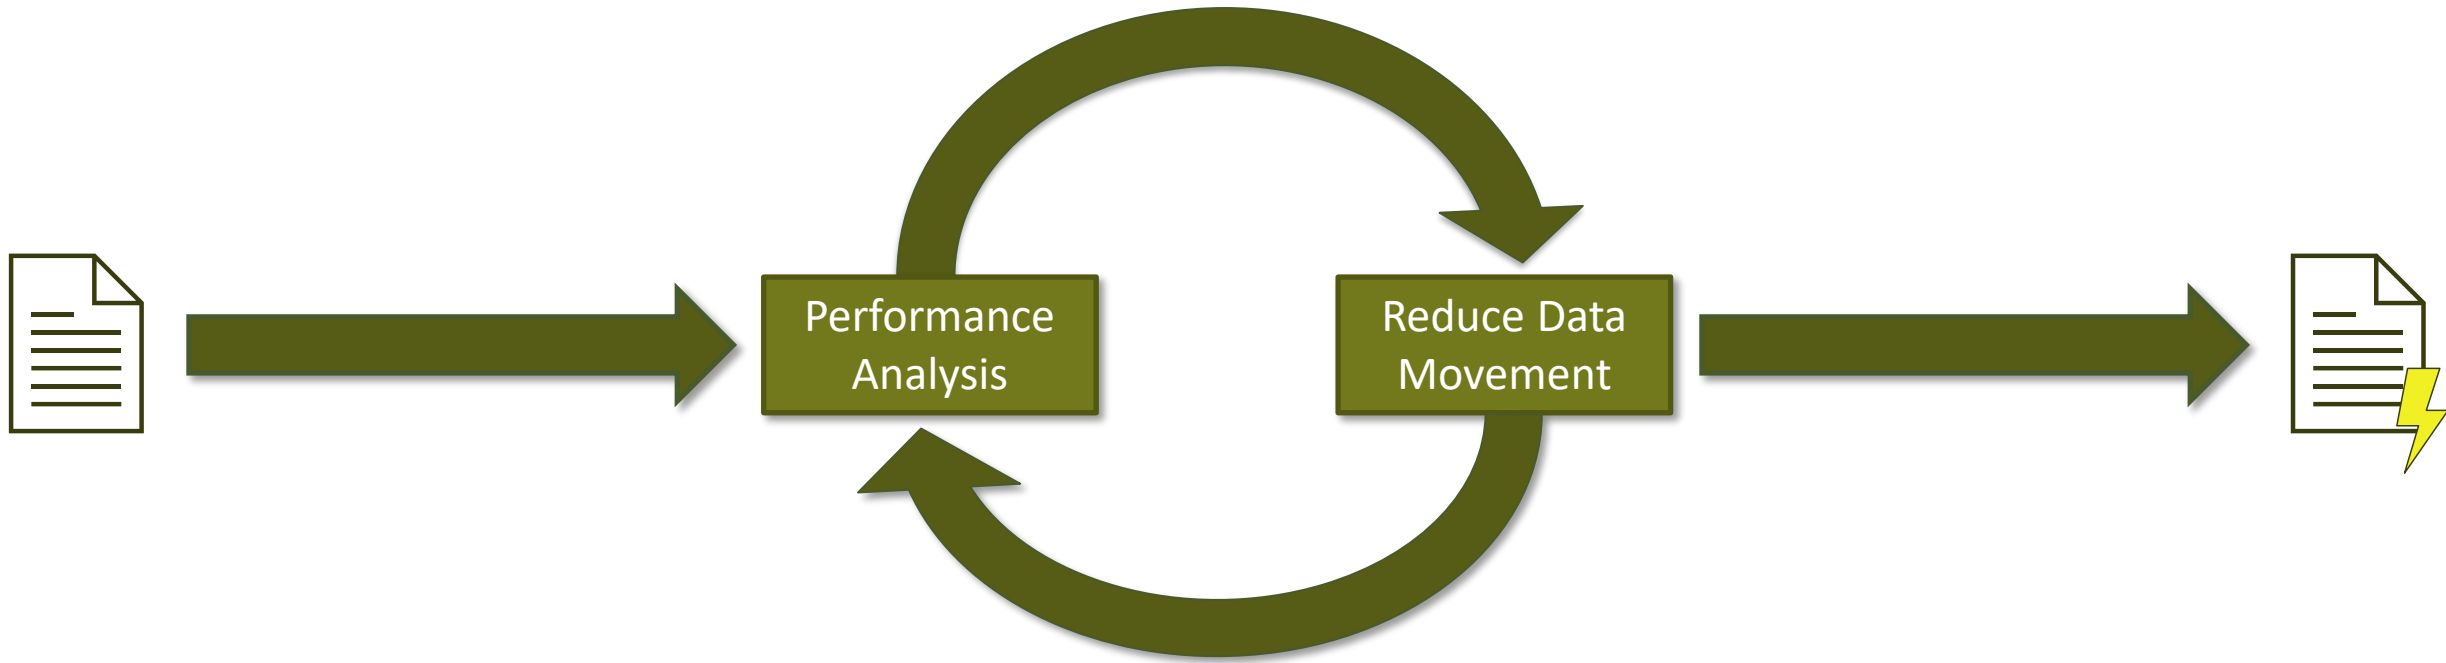 Performance
Analysis
Reduce Data
Movement